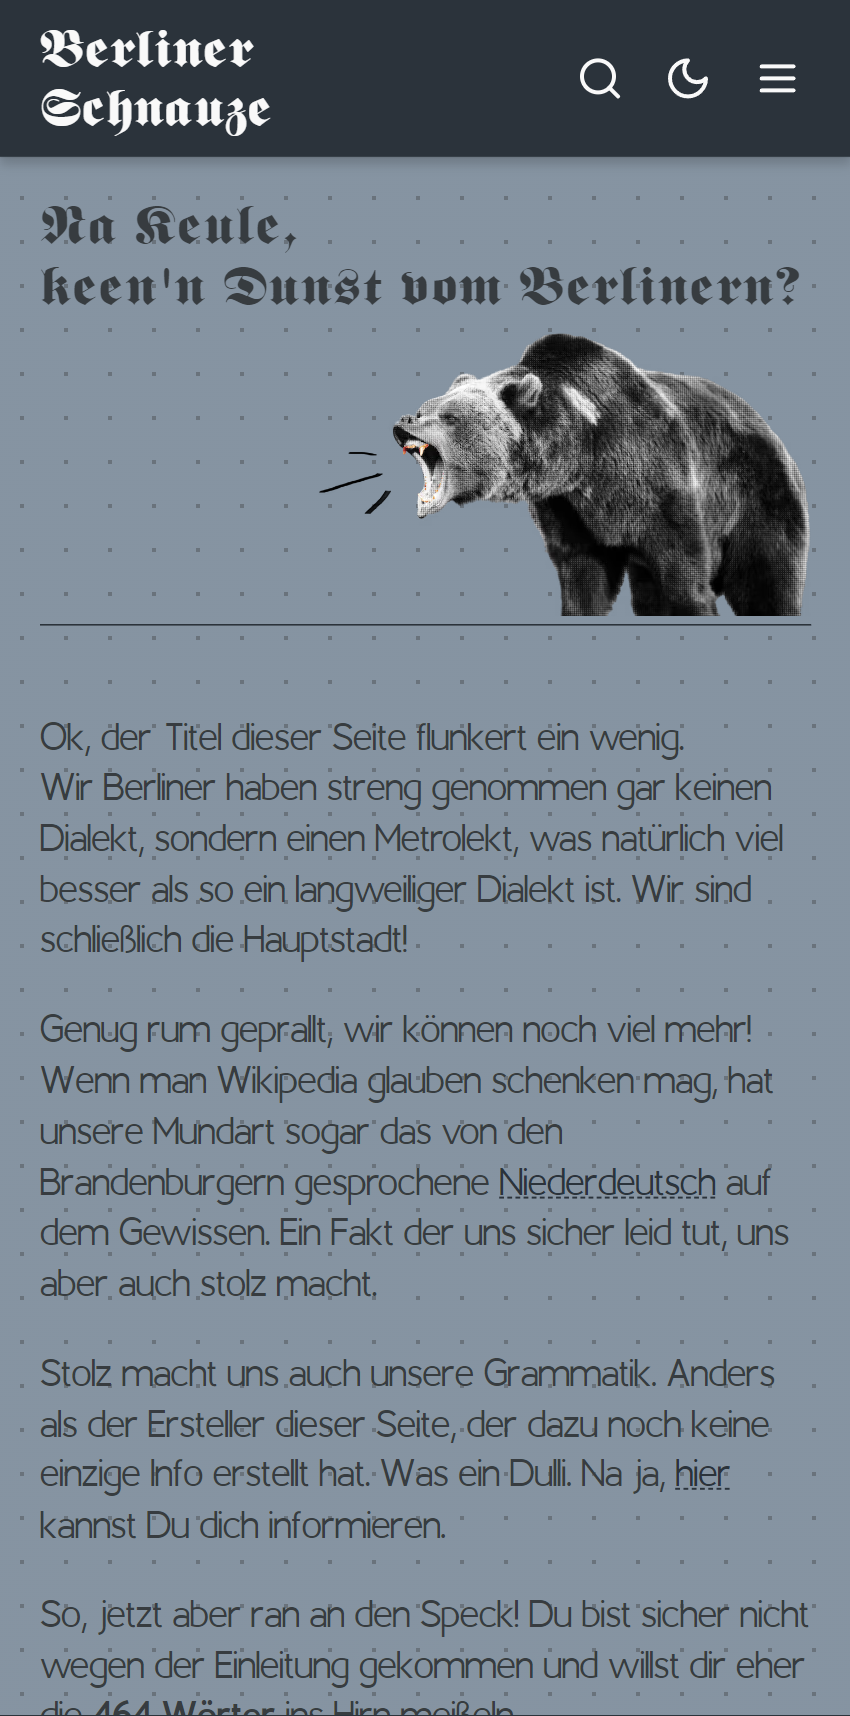 Berliner
Schnauze
Na Keule,
keen'n Dunst vom Berlinern?
Ok, der Titel dieser Seite flunkert ein wenig.
Wir Berliner haben streng genommen gar keinen
Dialekt, sondern einen Metrolekt, was natürlich viel
besser als so ein langweiliger Dialekt ist. Wir sind
schließlich die Hauptstadt!
Genug rum geprallt, wir können noch viel mehr!
Wenn man Wikipedia glauben schenken mag, hat
unsere Mundart sogar das von den
Brandenburgern gesprochene Niederdeutsch auf
dem Gewissen. Ein Fakt der uns sicher leid tut, uns
aber auch stolz macht.
Stolz macht uns auch unsere Grammatik. Anders
als der Ersteller dieser Seite, der dazu noch keine
einzige Info erstellt hat. Was ein Dulli. Na ja, hier
kannst Du dich informieren.
So, jetzt aber ran an den Speck! Du bist sicher nicht
wegen der Einleitung gekommen und willst dir eher
die 464 Wörter ins Hirn meißeln